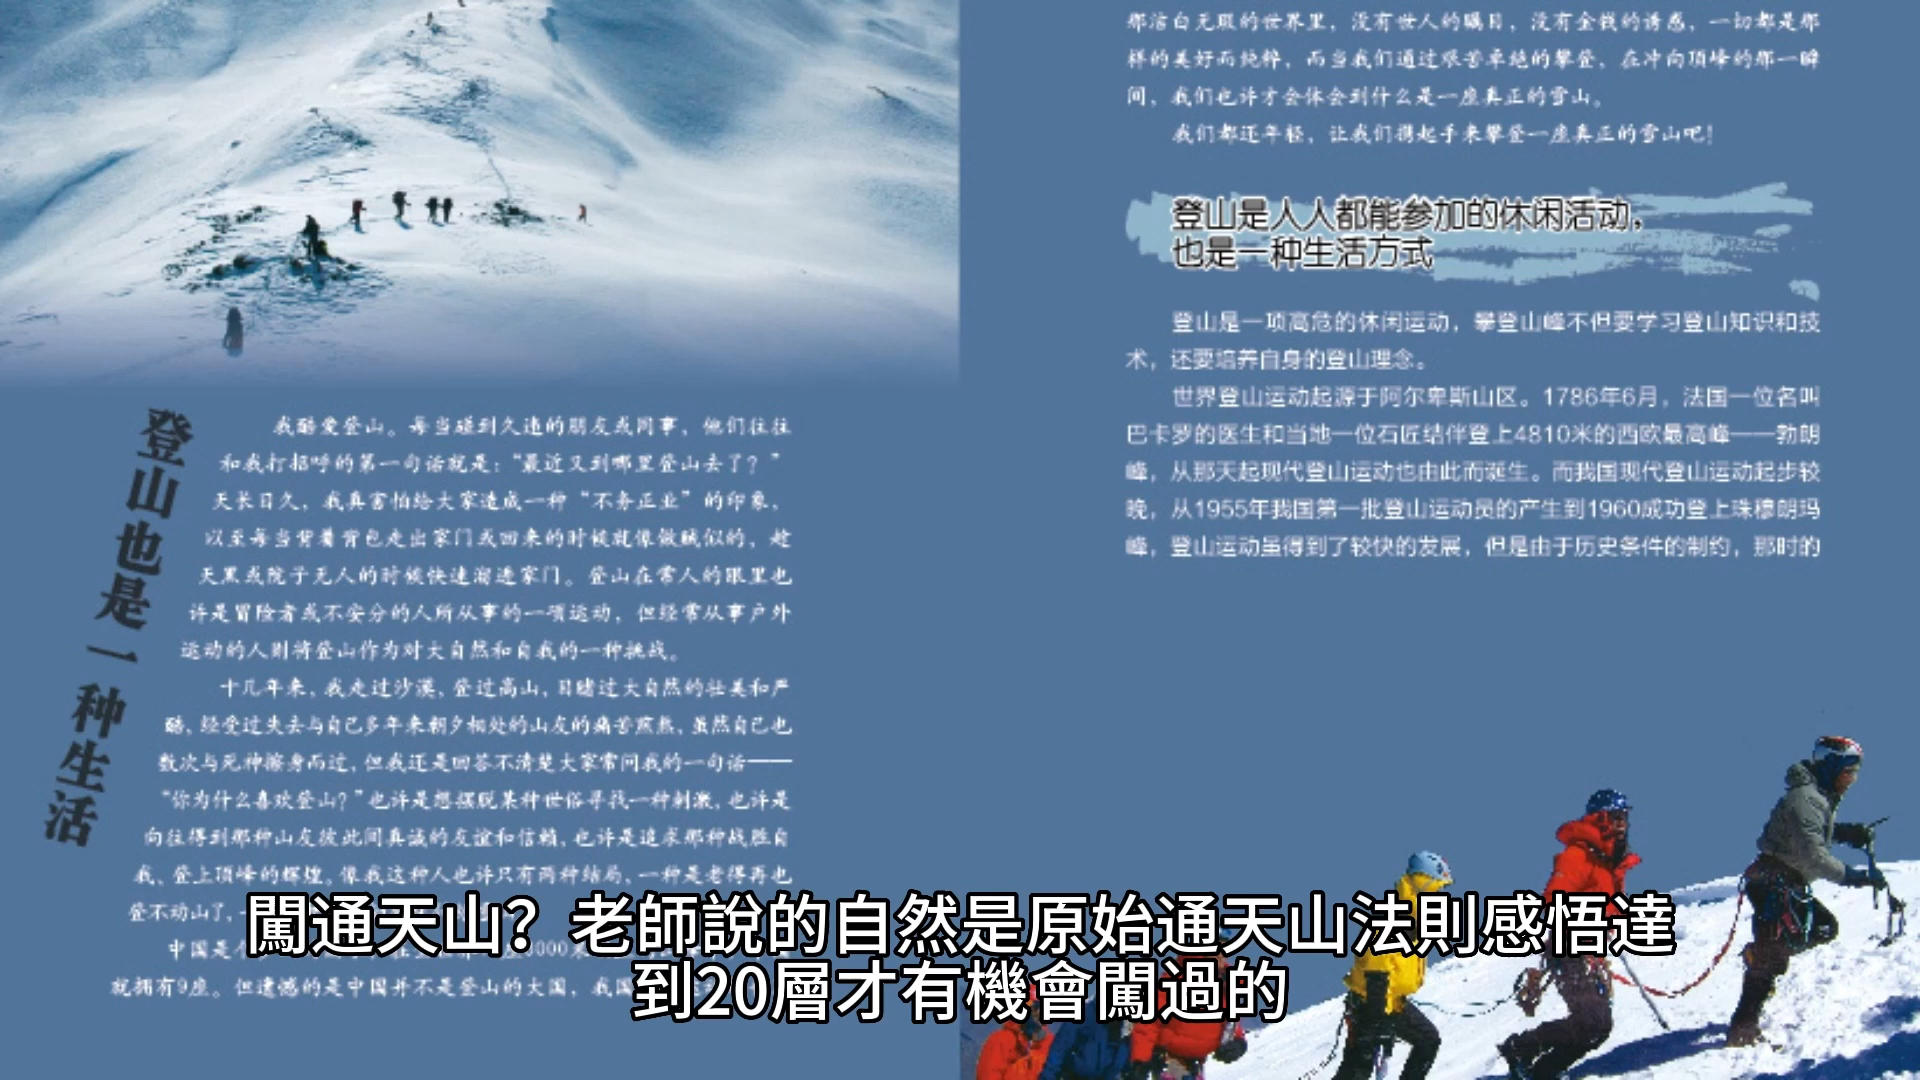 登山也是一种生活
我酷爱登山。每当碰到久违的朋友或同事，他们往往
和我打招呼的第一句话就是：“最近又到哪里登山去了？”
天长日久，我真害怕给大家造成一种“不务正业”的印象，
以至每当背着背包走出家门或回来的时候就像做贼似的，趁
天黑或院子无人的时候快速溜进家门。登山在常人的眼里也
许是冒险者或不安分的人所从事的一项运动，但经常从事户外
运动的人则将登山作为对大自然和自我的一种挑战。
十几年来，我走过沙漠，登过高山，目睹过大自然的壮美和严
酷，经受过失去与自己多年来朝夕相处的山友的痛苦煎熬，虽然自己也
数次与死神擦身而过，但我还是回答不清楚大家常问我的一句话——
“你为什么喜欢登山？”也许是想摆脱某种世俗寻找一种刺激，也许是
向往得到那种山友彼此间真诚的友谊和信赖，也许是追求那种战胜自
我、登上顶峰的辉煌。像我这种人也许只有两种结局，一种是老得再也
登不动山了，
中国是个
就拥有9座。但遗憾的是中国并不是登山的大国，我国
那洁白无瑕的世界里，没有世人的瞩目，没有金钱的诱惑，一切都是那
样的美好而纯粹，而当我们通过艰苦卓绝的攀登，在冲向顶峰的那一瞬
间，我们也许才会体会到什么是一座真正的雪山。
我们都还年轻，让我们携起手来攀登一座真正的雪山吧！
登山是人人都能参加的休闲活动，
也是一种生活方式
登山是一项高危的休闲运动，攀登山峰不但要学习登山知识和技
术，还要培养自身的登山理念。
世界登山运动起源于阿尔卑斯山区。1786年6月，法国一位名叫
巴卡罗的医生和当地一位石匠结伴登上4810米的西欧最高峰——勃朗
峰，从那天起现代登山运动也由此而诞生。而我国现代登山运动起步较
晚，从1955年我国第一批登山运动员的产生到1960成功登上珠穆朗玛
峰，登山运动虽得到了较快的发展，但是由于历史条件的制约，那时的
闖通天山？老師說的自然是原始通天山法則感悟達
到20層才有機會闖過的